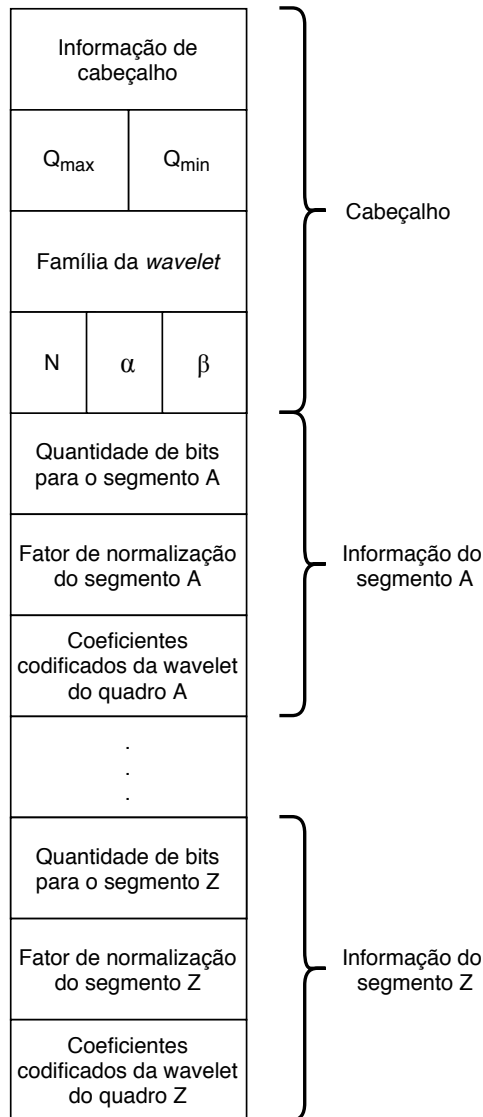 Informação de
cabeçalho
Qmax
Qmin
Família da wavelet
N
α
β
Cabeçalho
Quantidade de bits
para o segmento A
Fator de normalização
do segmento A
Coeficientes
codificados da wavelet
do quadro A
Informação do
segmento A
.
.
.
Quantidade de bits
para o segmento Z
Fator de normalização
do segmento Z
Coeficientes
codificados da wavelet
do quadro Z
Informação do
segmento Z